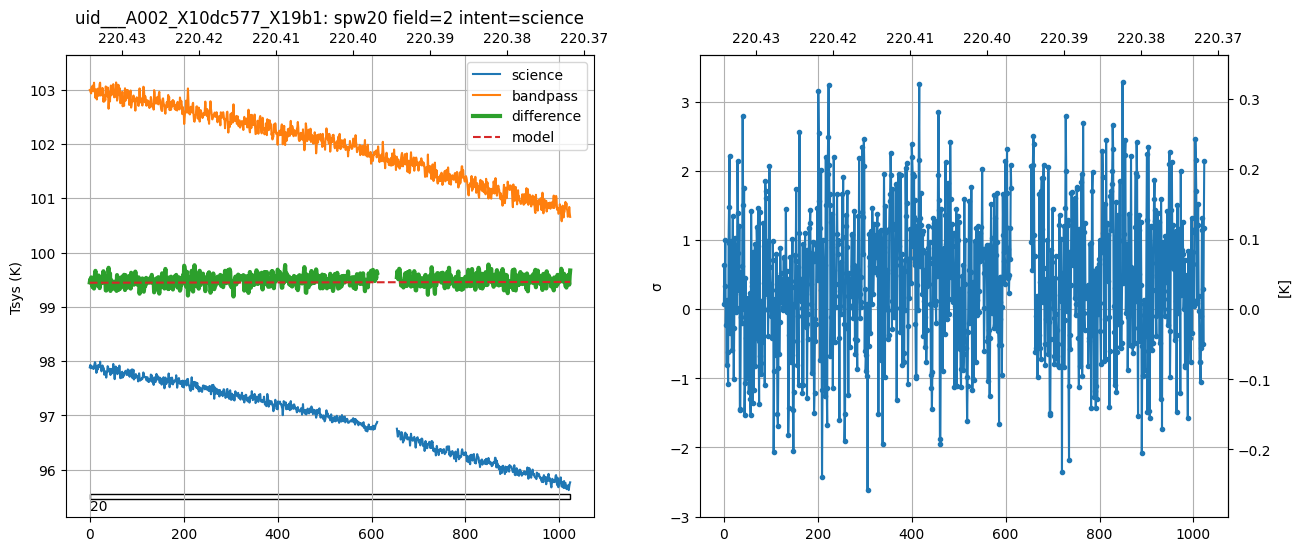 uid___A002_X10dc577_X19b1: spw20 field=2 intent=science
220.43 220.42 220.41 220.40 220.39 220.38 220.37
science
bandpass
difference
model
Tsys (K)
103
102
101
100
99
98
97
96
20
0 200 400 600 800 1000
220.43 220.42 220.41 220.40 220.39 220.38 220.37
σ
3
2
1
0
−1
−2
−3
0.3
0.2
0.1
0.0
−0.1
−0.2
[K]
0 200 400 600 800 1000